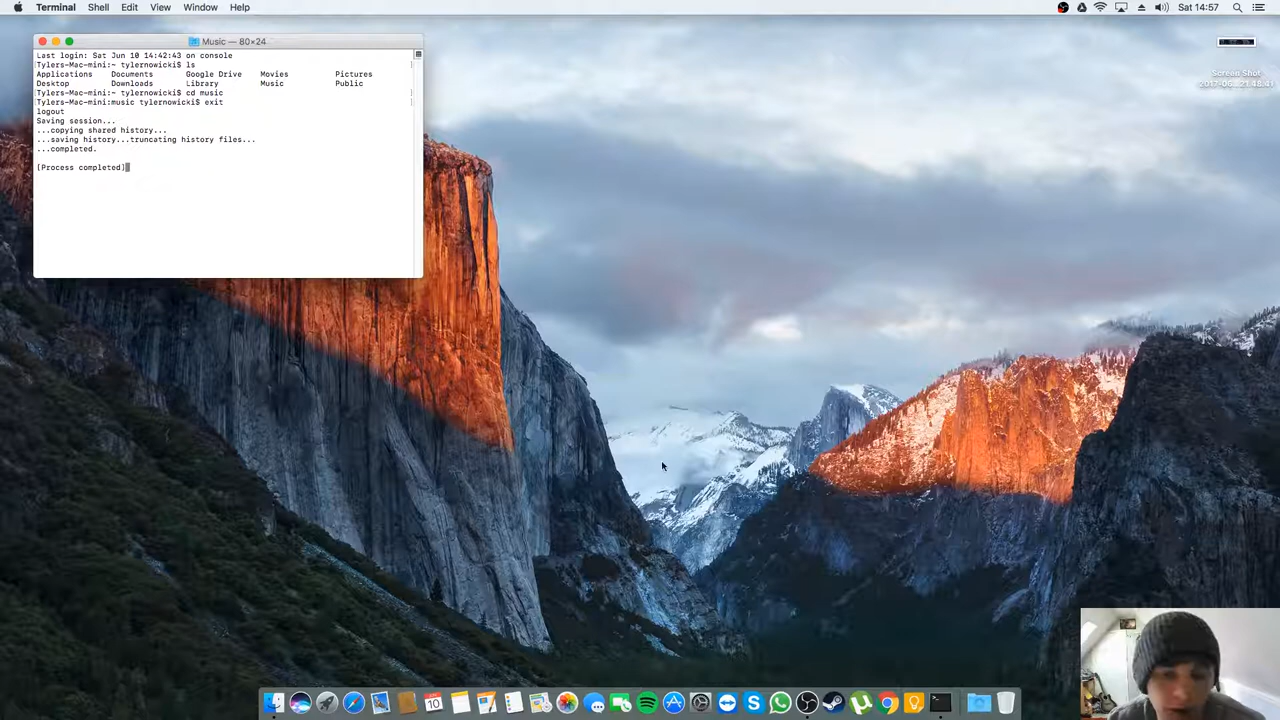 Terminal Shell Edit View Window Help Sat 14:57
Music — 80×24
Last login: Sat Jun 10 14:42:43 on console
[Tylers-Mac-mini:~ tylernowicki$ ls ]
Applications Documents Google Drive Movies Pictures
Desktop Downloads Library Music Public
[Tylers-Mac-mini:~ tylernowicki$ cd music ]
[Tylers-Mac-mini:music tylernowicki$ exit ]
logout
Saving session...
...copying shared history...
...saving history...truncating history files...
...completed.
[Process completed]
Screen Shot
10